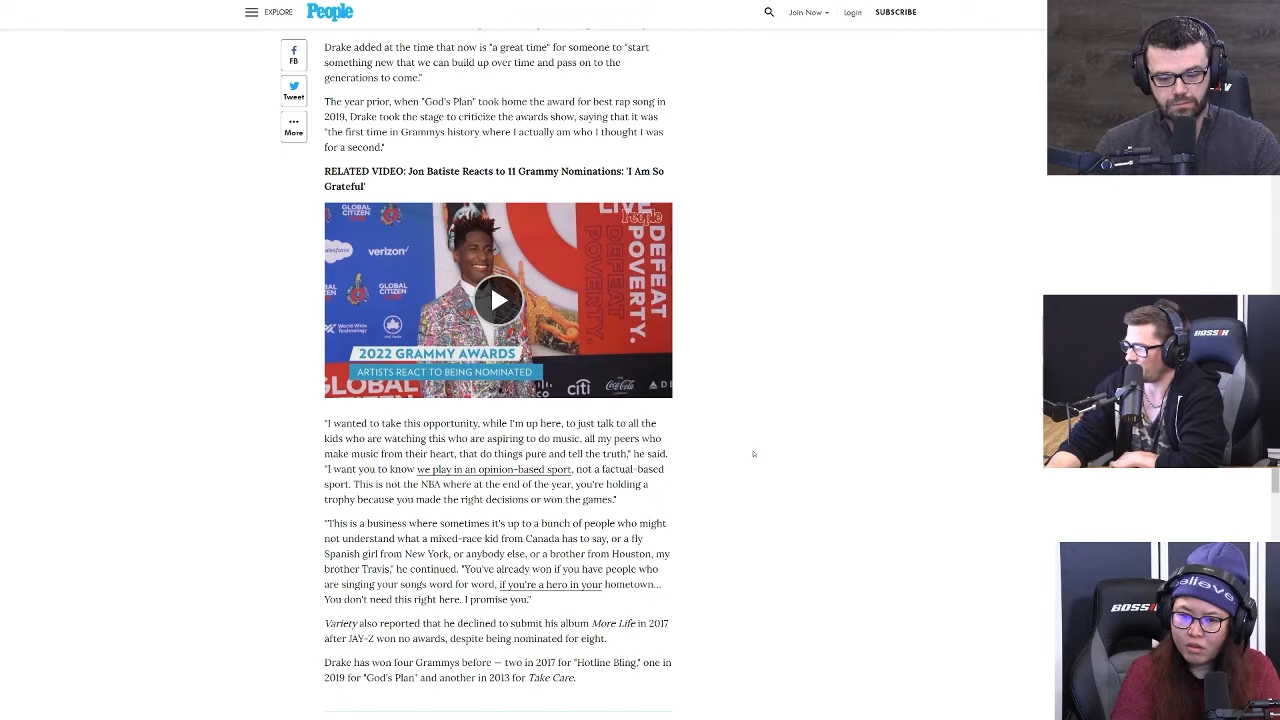 EXPLORE
People
Join Now
Login
SUBSCRIBE
FB
Tweet
More
Drake added at the time that now is "a great time" for someone to "start
something new that we can build up over time and pass on to the
generations to come."
The year prior, when "God's Plan" took home the award for best rap song in
2019, Drake took the stage to criticize the awards show, saying that it was
"the first time in Grammys history where I actually am who I thought I was
for a second."
RELATED VIDEO: Jon Batiste Reacts to 11 Grammy Nominations: 'I Am So
Grateful'
GLOBAL
CITIZEN
LIVE
People
salesforce
verizon
GLOBAL
CITIZEN
DEFEAT
POVERTY.
DEFEAT
POVERTY.
World Wide
Technology
2022 GRAMMY AWARDS
ARTISTS REACT TO BEING NOMINATED
GLOBAL
citi
Coca-Cola
"I wanted to take this opportunity, while I'm up here, to just talk to all the
kids who are watching this who are aspiring to do music, all my peers who
make music from their heart, that do things pure and tell the truth," he said.
"I want you to know we play in an opinion-based sport, not a factual-based
sport. This is not the NBA where at the end of the year, you're holding a
trophy because you made the right decisions or won the games."
"This is a business where sometimes it's up to a bunch of people who might
not understand what a mixed-race kid from Canada has to say, or a fly
Spanish girl from New York, or anybody else, or a brother from Houston, my
brother Travis," he continued. "You've already won if you have people who
are singing your songs word for word, if you're a hero in your hometown…
You don't need this right here. I promise you."
Variety also reported that he declined to submit his album More Life in 2017
after JAY-Z won no awards, despite being nominated for eight.
Drake has won four Grammys before — two in 2017 for "Hotline Bling," one in
2019 for "God's Plan" and another in 2013 for Take Care.
BOSSIN
believe
BOSSI